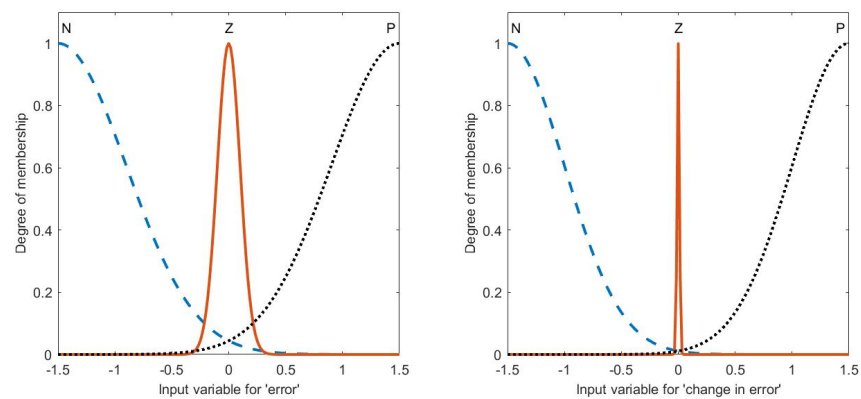 N Z P
1
0.8
0.6
0.4
0.2
0
-1.5 -1 -0.5 0 0.5 1 1.5
Degree of membership
Input variable for 'error'
N Z P
1
0.8
0.6
0.4
0.2
0
-1.5 -1 -0.5 0 0.5 1 1.5
Degree of membership
Input variable for 'change in error'